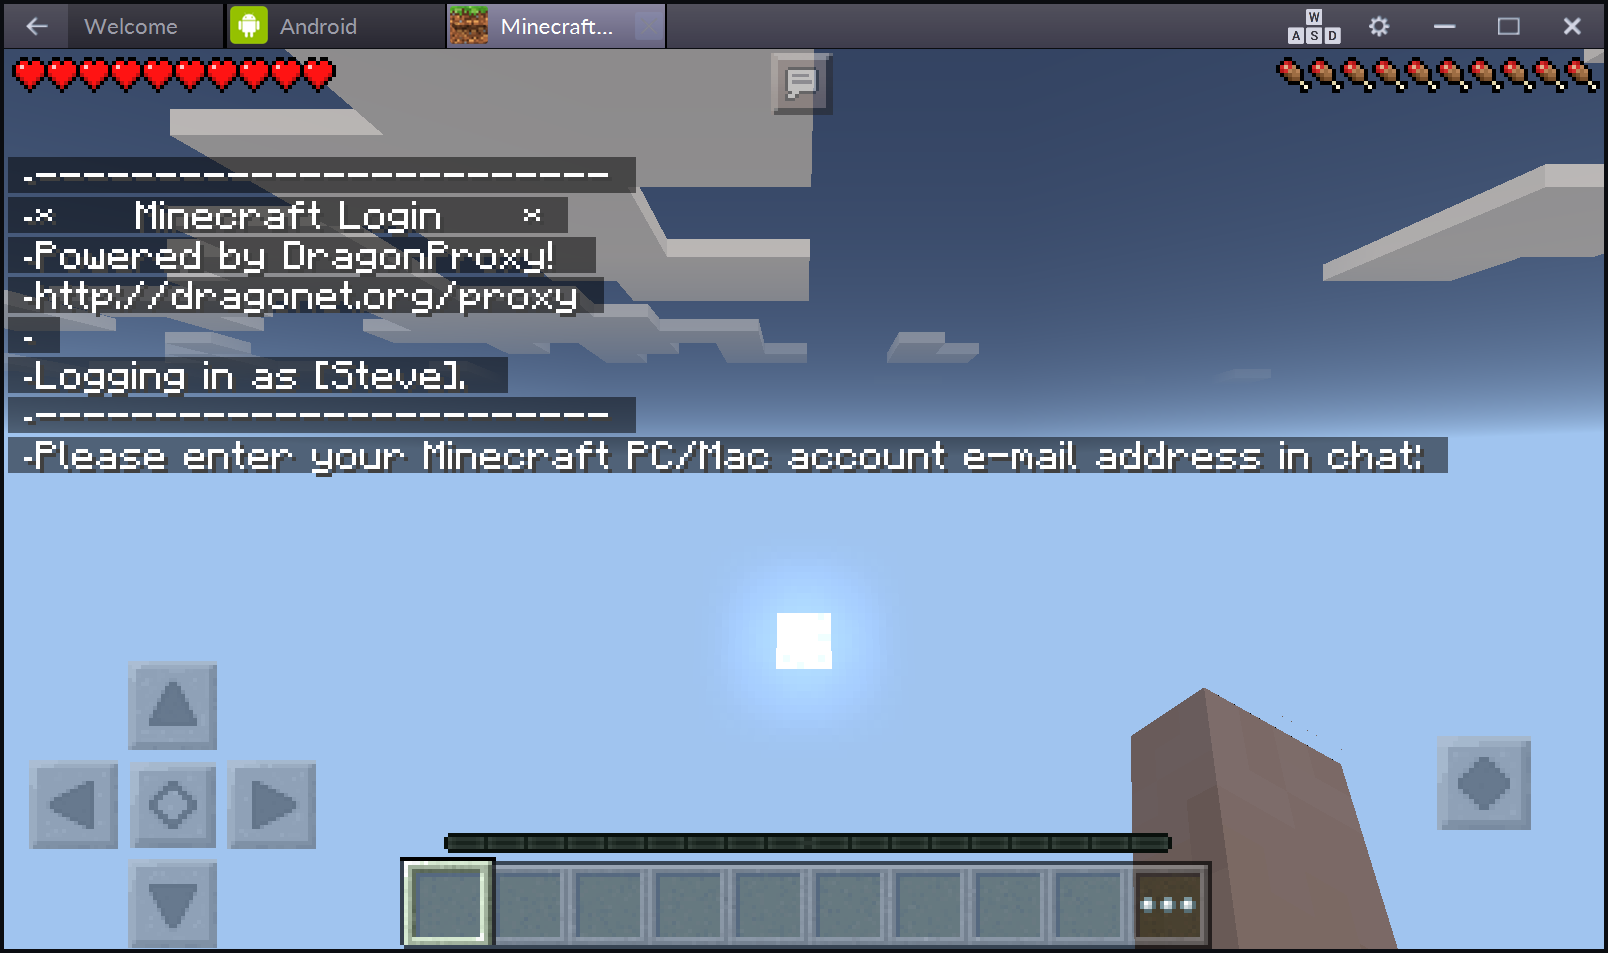 Welcome
Android
Minecraft...
W
A S D
-------------------------
-×    Minecraft Login    ×
-Powered by DragonProxy!
-http://dragonet.org/proxy
-
-Logging in as [Steve].
-------------------------
-Please enter your Minecraft PC/Mac account e-mail address in chat: